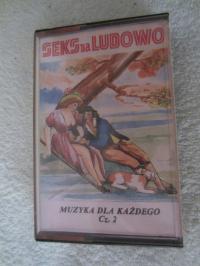 SEKS na LUDOWO
MUZYKA DLA KAŻDEGO
Cz. 2